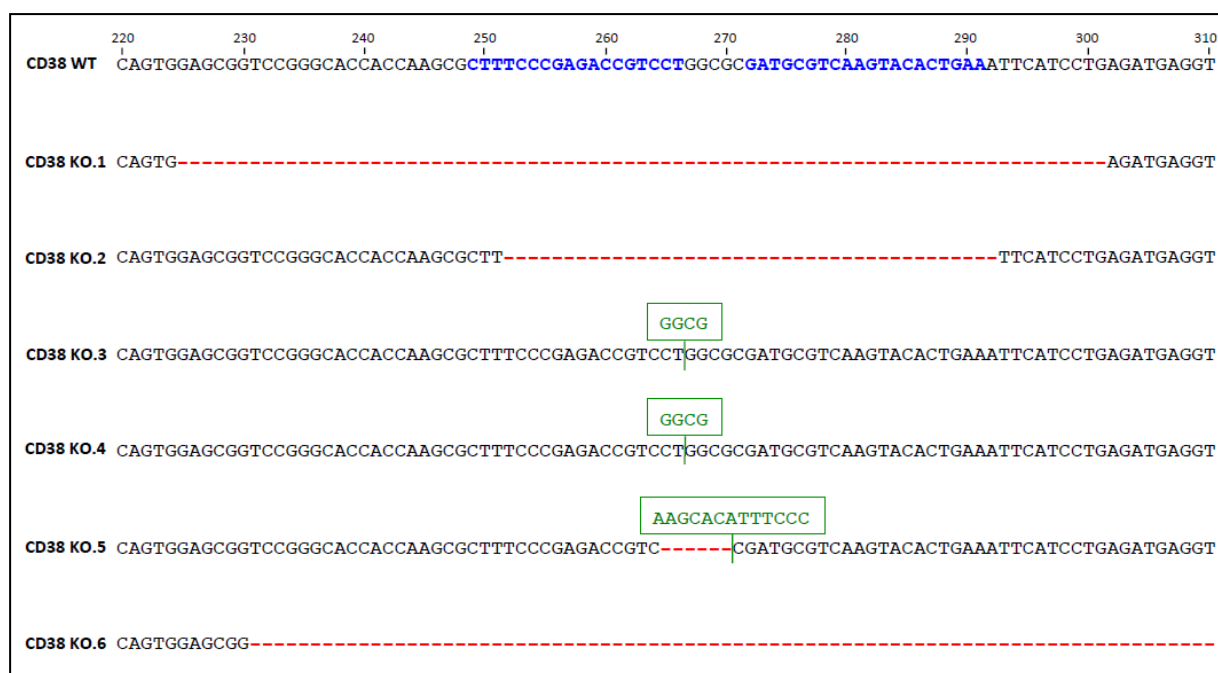 220 230 240 250 260 270 280 290 300 310
CD38 WT CAGTGGAGCGGTCCGGGCACCACCAAGCGCTTTCCCGAGACCGTCCTGGCGCGATGCGTCAAGTACACTGAAATTCATCCTGAGATGAGGT
CD38 KO.1 CAGTG-----------------------------------------------------------------------------AGATGAGGT
CD38 KO.2 CAGTGGAGCGGTCCGGGCACCACCAAGCGCTT-----------------------------------------TTCATCCTGAGATGAGGT
GGCG
CD38 KO.3 CAGTGGAGCGGTCCGGGCACCACCAAGCGCTTTCCCGAGACCGTCCTGGCGCGATGCGTCAAGTACACTGAAATTCATCCTGAGATGAGGT
GGCG
CD38 KO.4 CAGTGGAGCGGTCCGGGCACCACCAAGCGCTTTCCCGAGACCGTCCTGGCGCGATGCGTCAAGTACACTGAAATTCATCCTGAGATGAGGT
AAGCACATTTCCC
CD38 KO.5 CAGTGGAGCGGTCCGGGCACCACCAAGCGCTTTCCCGAGACCGTC------CGATGCGTCAAGTACACTGAAATTCATCCTGAGATGAGGT
CD38 KO.6 CAGTGGAGCGG--------------------------------------------------------------------------------